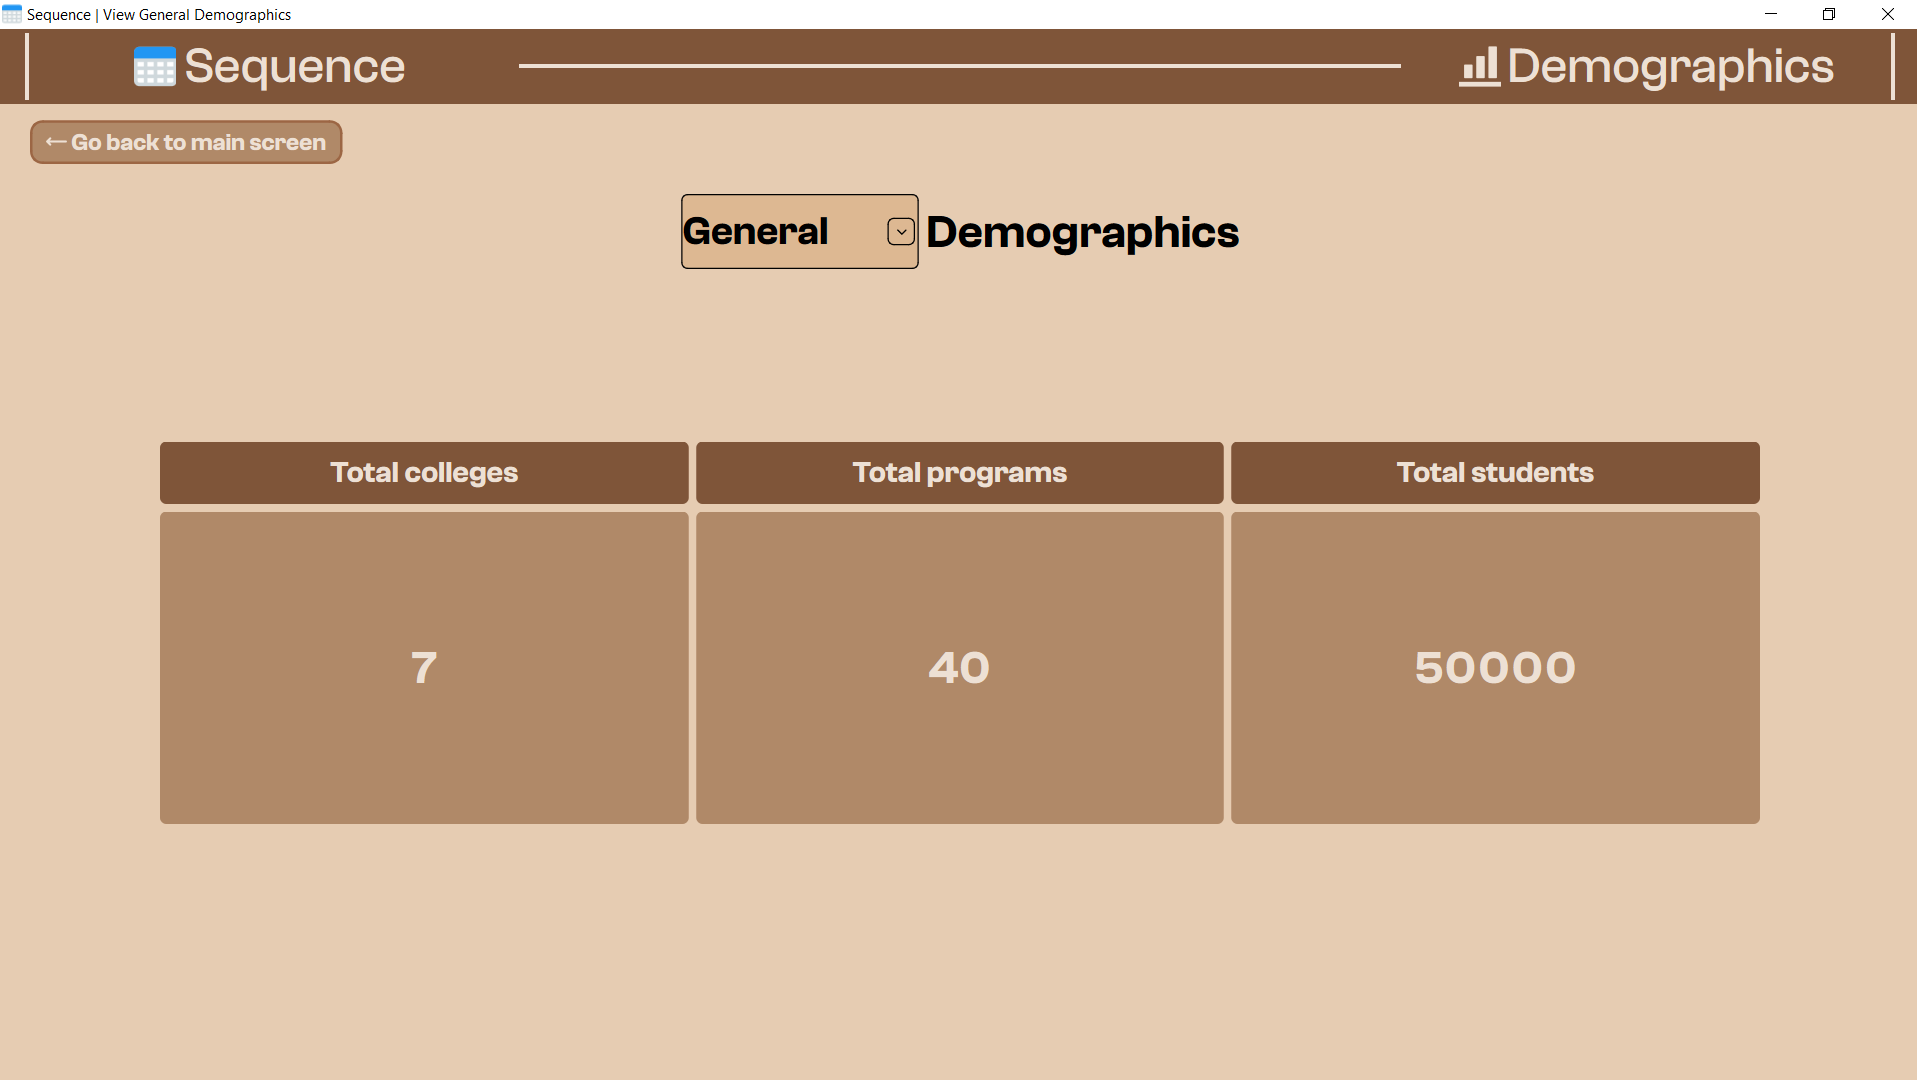 Sequence | View General Demographics
Sequence
Demographics
← Go back to main screen
General Demographics
Total colleges Total programs Total students
7 40 50000